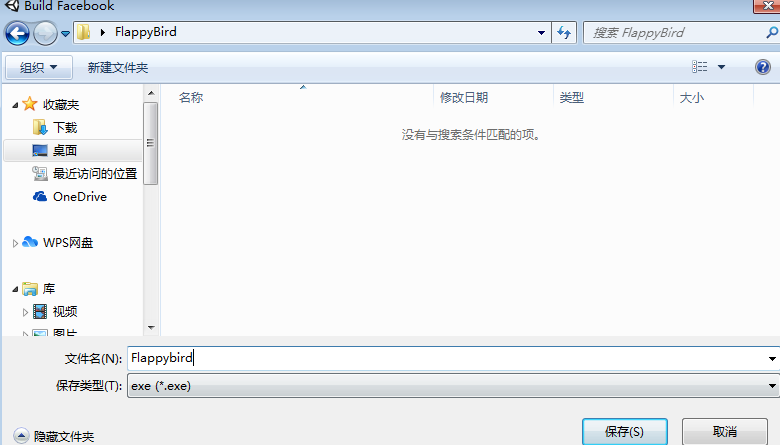 Build Facebook
FlappyBird
搜索 FlappyBird
组织
新建文件夹
名称
修改日期
类型
大小
没有与搜索条件匹配的项。
收藏夹
下载
桌面
最近访问的位置
OneDrive
WPS网盘
库
视频
图片
文件名(N):
Flappybird
保存类型(T):
exe (*.exe)
隐藏文件夹
保存(S)
取消